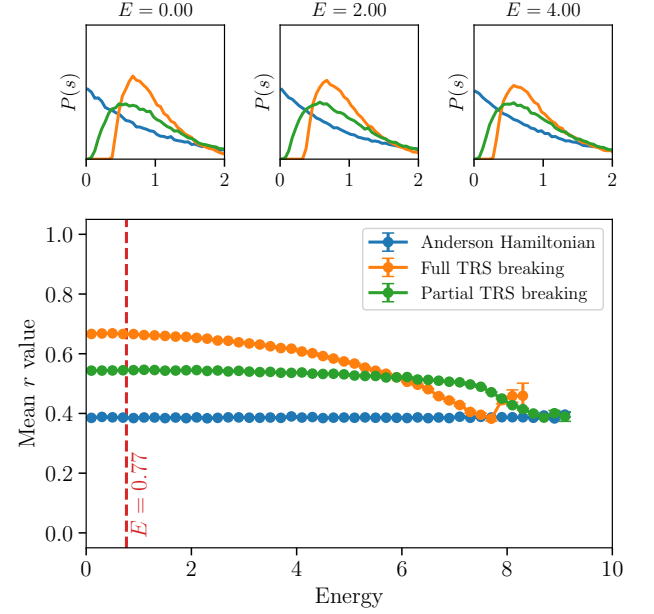 E = 0.00
E = 2.00
E = 4.00
P(s)
P(s)
P(s)
0 1 2
0 1 2
0 1 2
Mean r value
1.0
0.8
0.6
0.4
0.2
0.0
Anderson Hamiltonian
Full TRS breaking
Partial TRS breaking
E = 0.77
0 2 4 6 8 10
Energy